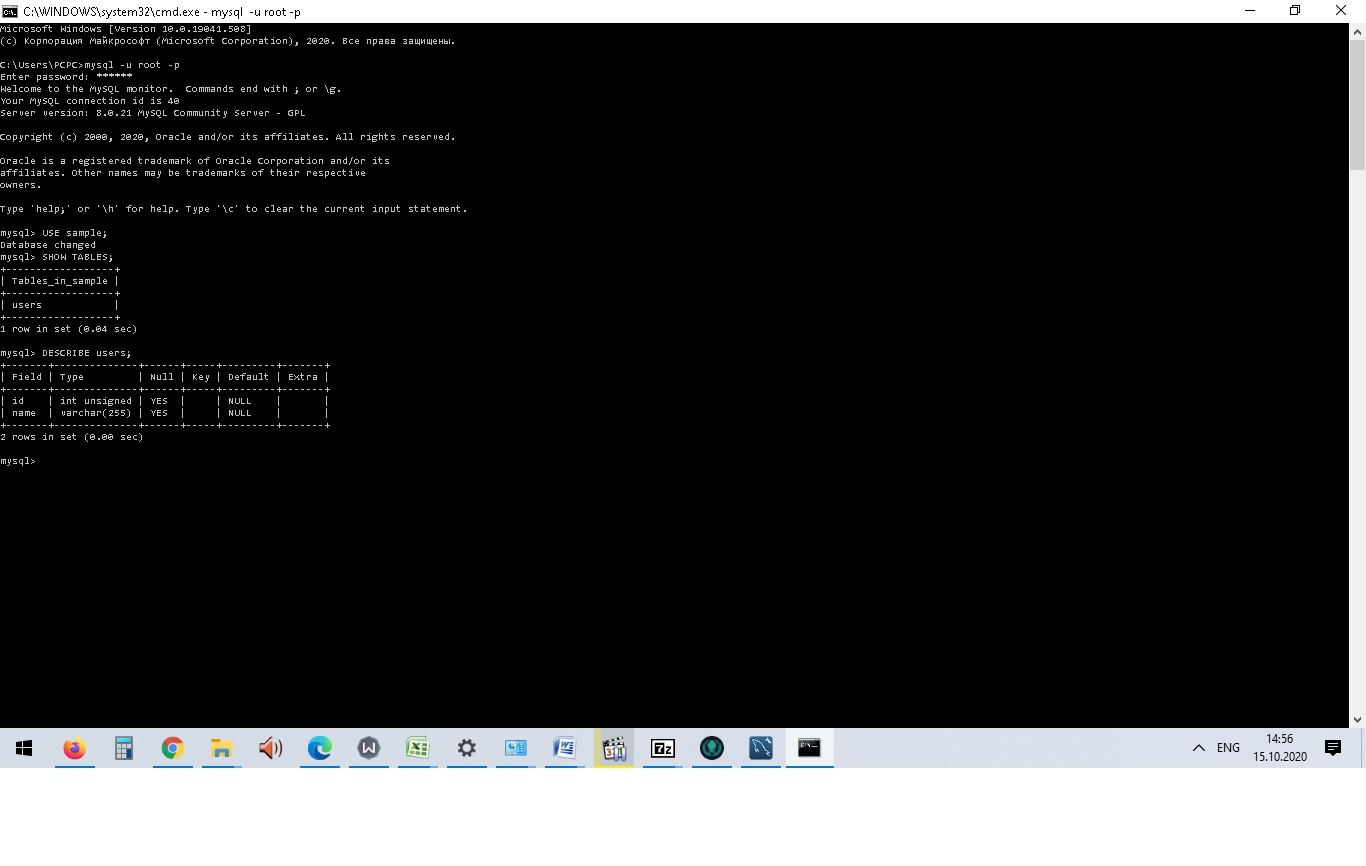 C:\WINDOWS\system32\cmd.exe - mysql -u root -p
Microsoft Windows [Version 10.0.19041.508]
(c) Корпорация Майкрософт (Microsoft Corporation), 2020. Все права защищены.
C:\Users\PCPC>mysql -u root -p
Enter password: ******
Welcome to the MySQL monitor.  Commands end with ; or \g.
Your MySQL connection id is 40
Server version: 8.0.21 MySQL Community Server - GPL
Copyright (c) 2000, 2020, Oracle and/or its affiliates. All rights reserved.
Oracle is a registered trademark of Oracle Corporation and/or its
affiliates. Other names may be trademarks of their respective
owners.
Type 'help;' or '\h' for help. Type '\c' to clear the current input statement.
mysql> USE sample;
Database changed
mysql> SHOW TABLES;
+------------------+
| Tables_in_sample |
+------------------+
| users            |
+------------------+
1 row in set (0.04 sec)
mysql> DESCRIBE users;
+-------+--------------+------+-----+---------+-------+
| Field | Type         | Null | Key | Default | Extra |
+-------+--------------+------+-----+---------+-------+
| id    | int unsigned | YES  |     | NULL    |       |
| name  | varchar(255) | YES  |     | NULL    |       |
+-------+--------------+------+-----+---------+-------+
2 rows in set (0.00 sec)
mysql>
ENG
14:56
15.10.2020